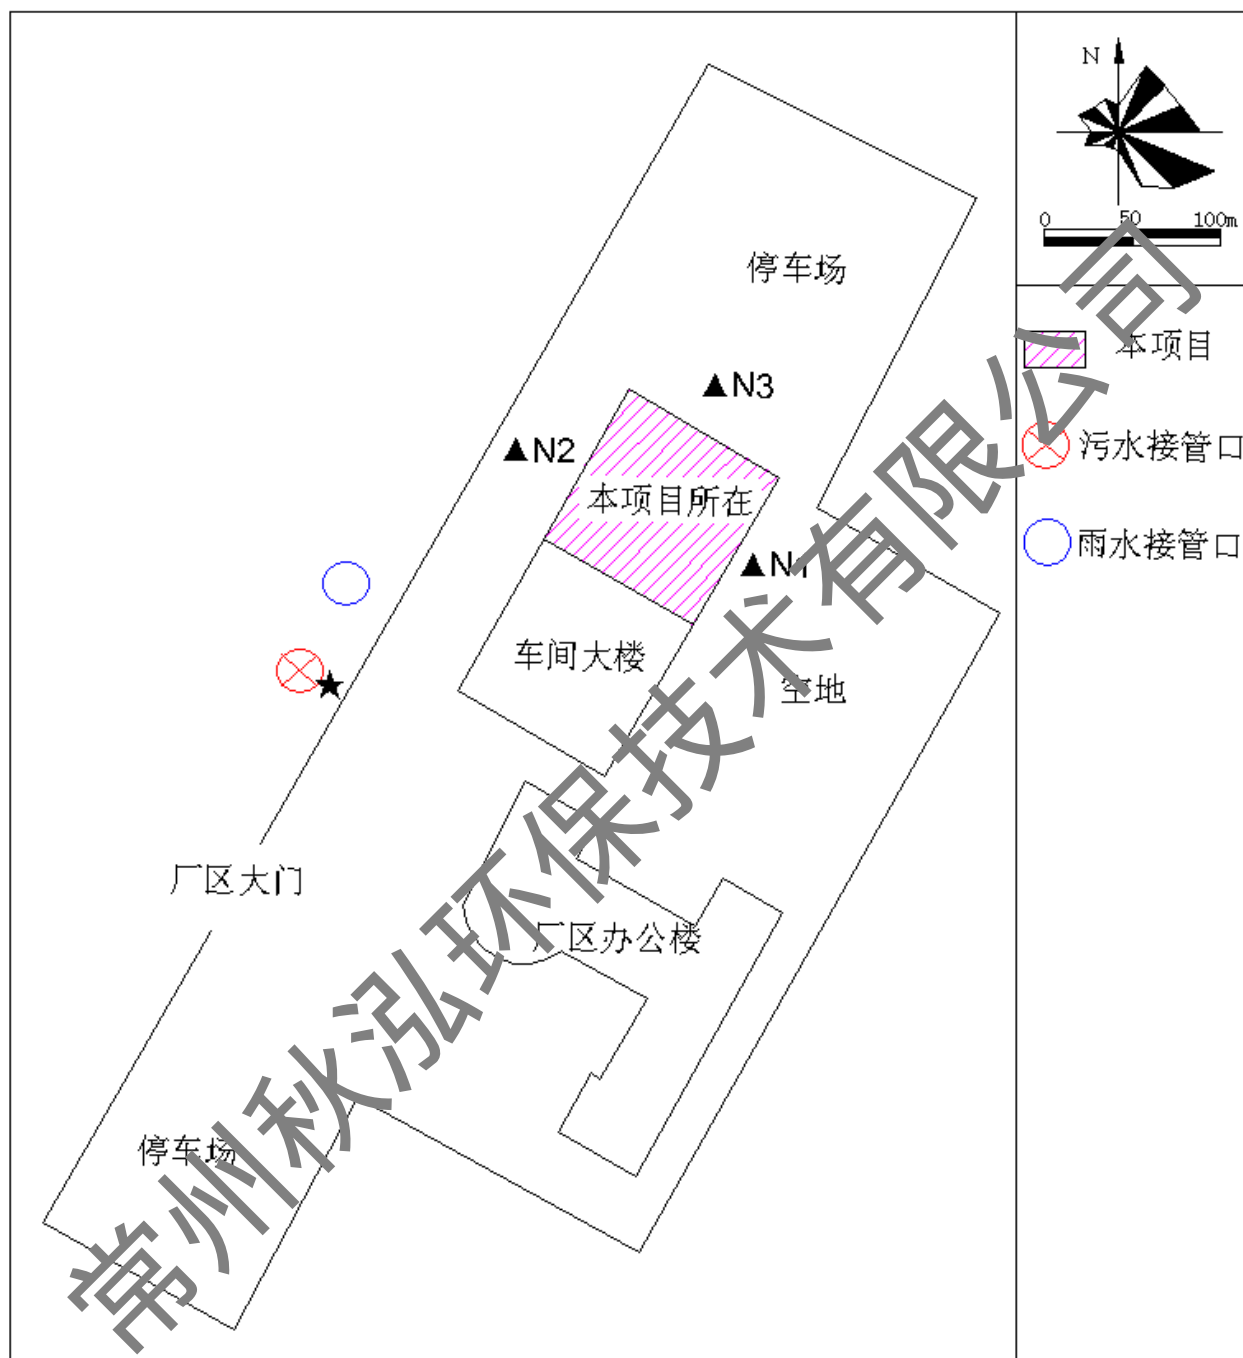 N
0 50 100m
停车场
本项目
▲N3
污水接管口
▲N2
本项目所在
雨水接管口
▲N1
车间大楼
空地
厂区大门
厂区办公楼
停车场
常州秋泓环保技术有限公司